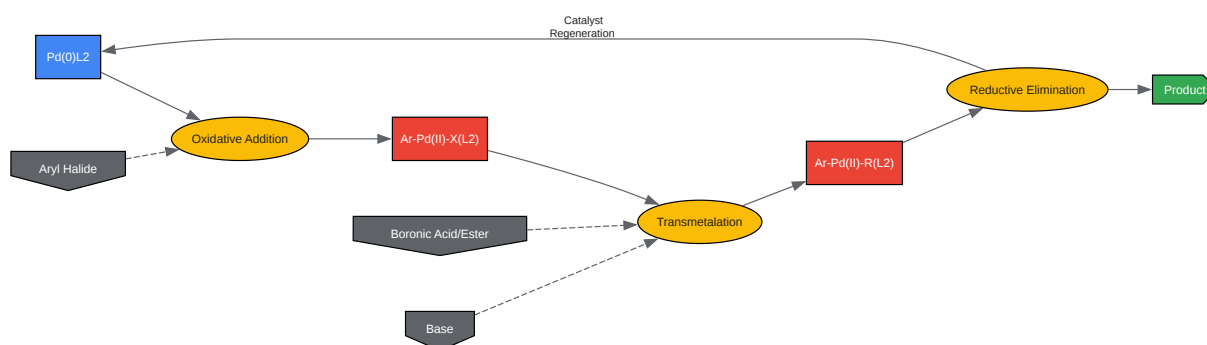 Catalyst
Regeneration
Pd(0)L2
Reductive Elimination
Product
Oxidative Addition
Ar-Pd(II)-X(L2)
Aryl Halide
Ar-Pd(II)-R(L2)
Transmetalation
Boronic Acid/Ester
Base